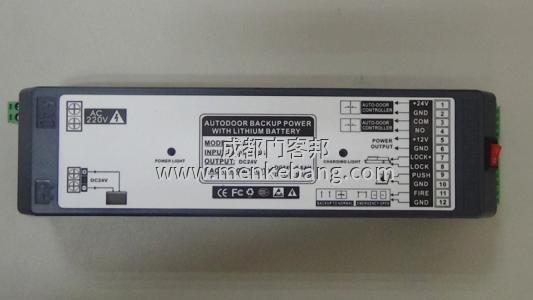 AC
220V
DC24V
POWER LIGHT
AUTODOOR BACKUP POWER
WITH LITHIUM BATTERY
MODE
INPUT
OUTPUT: DC24V
CHARGING LIGHT
AUTO-DOOR
CONTROLLER
AUTO-DOOR
CONTROLLER
POWER
OUTPUT
BACKUP TO NORMAL
EMERGENCY OPEN
+24V 1
GND 2
COM 3
NO 4
+12V 5
GND 6
LOCK+ 7
LOCK- 8
PUSH 9
GND 10
FIRE 11
GND 12
成都门客邦
www.menkebang.com